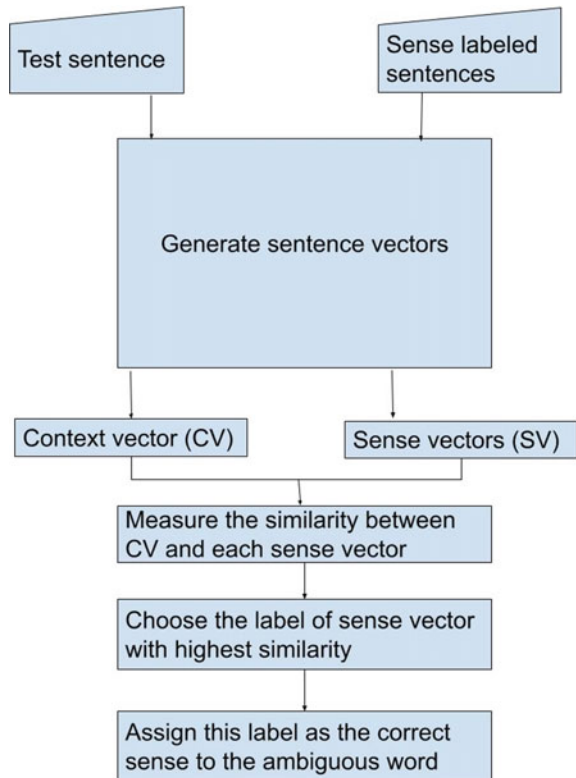 Test sentence
Sense labeled
sentences
Generate sentence vectors
Context vector (CV)
Sense vectors (SV)
Measure the similarity between
CV and each sense vector
Choose the label of sense vector
with highest similarity
Assign this label as the correct
sense to the ambiguous word